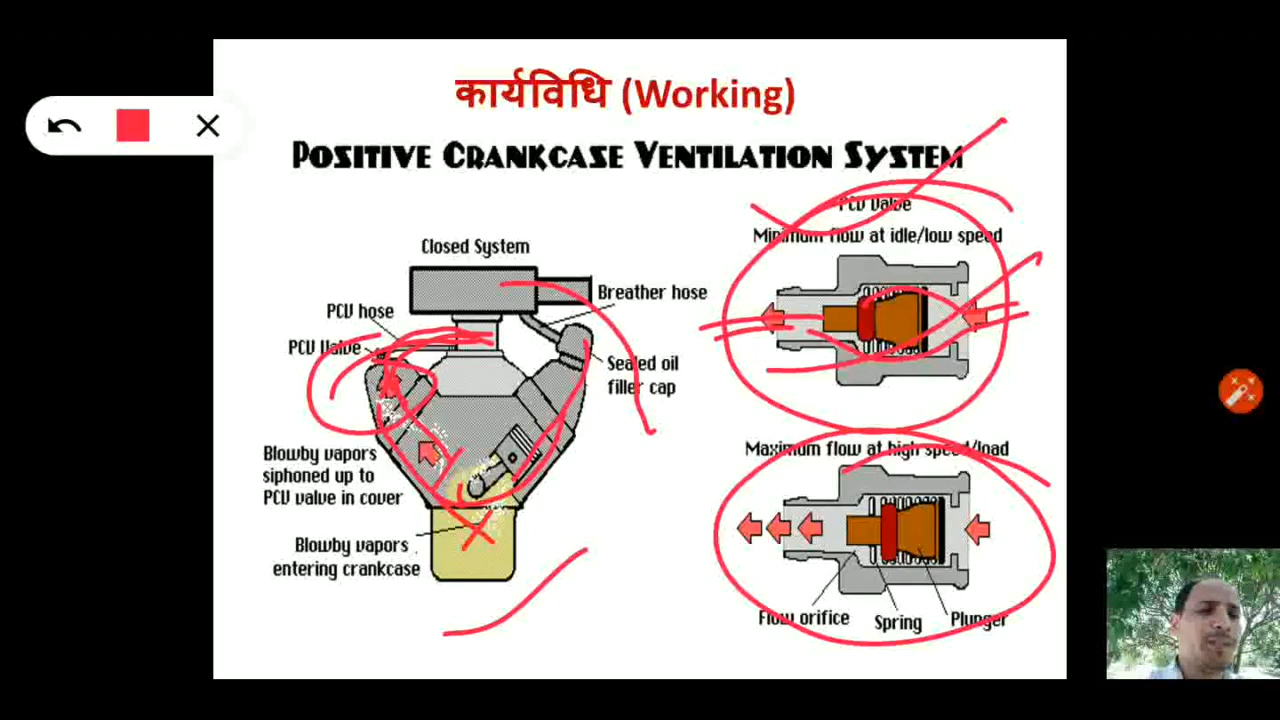 कार्यविधि (Working)
POSITIVE CRANKCASE VENTILATION SYSTEM
Closed System
PCV hose
PCV Valve
Breather hose
Sealed oil
filler cap
Blowby vapors
siphoned up to
PCV valve in cover
Blowby vapors
entering crankcase
PCV Valve
Minimum flow at idle/low speed
Maximum flow at high speed/load
Flow orifice
Spring
Plunger